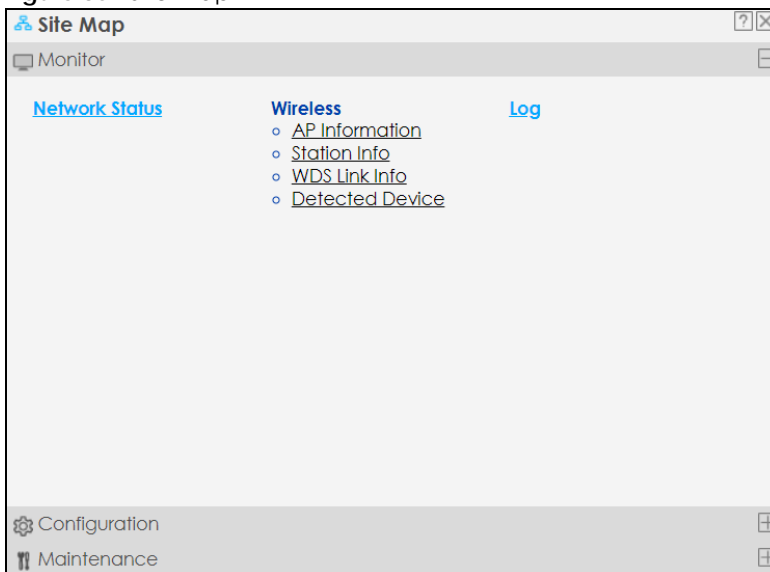 Site Map
Monitor
Network Status
Wireless
AP Information
Station Info
WDS Link Info
Detected Device
Log
Configuration
Maintenance